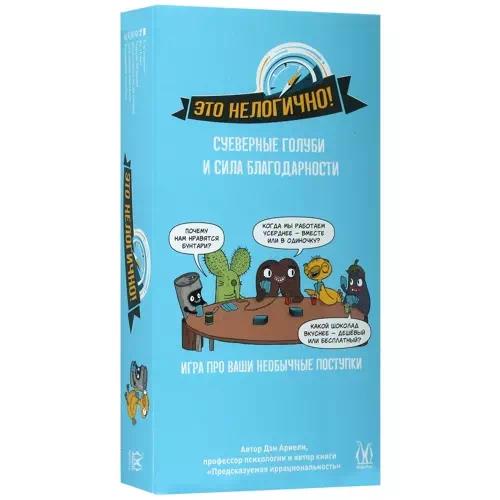 ЭТО НЕЛОГИЧНО!
СУЕВЕРНЫЕ ГОЛУБИ
И СИЛА БЛАГОДАРНОСТИ
ПОЧЕМУ
НАМ НРАВЯТСЯ
БУНТАРИ?
КОГДА МЫ РАБОТАЕМ
УСЕРДНЕЕ – ВМЕСТЕ
ИЛИ В ОДИНОЧКУ?
КАКОЙ ШОКОЛАД
ВКУСНЕЕ – ДЕШЁВЫЙ
ИЛИ БЕСПЛАТНЫЙ?
ИГРА ПРО ВАШИ НЕОБЫЧНЫЕ ПОСТУПКИ
Автор Дэн Ариели,
профессор психологии и автор книги
«Предсказуемая иррациональность»
ЭТО НЕЛОГИЧНО!